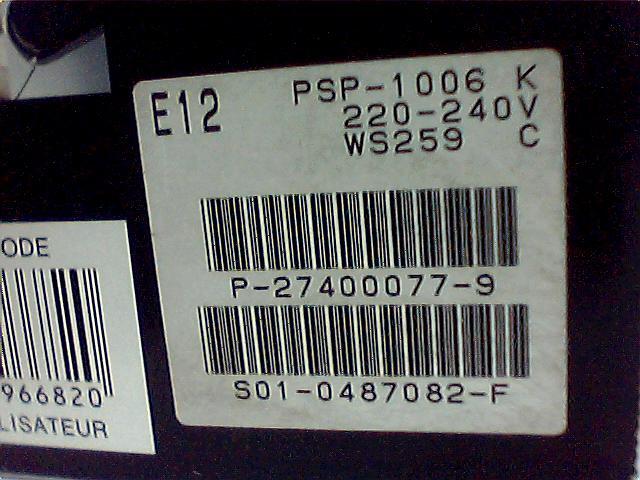 E12
PSP-1006 K
220-240V
WS259 C
P-27400077-9
S01-0487082-F
ODE
966820
LISATEUR